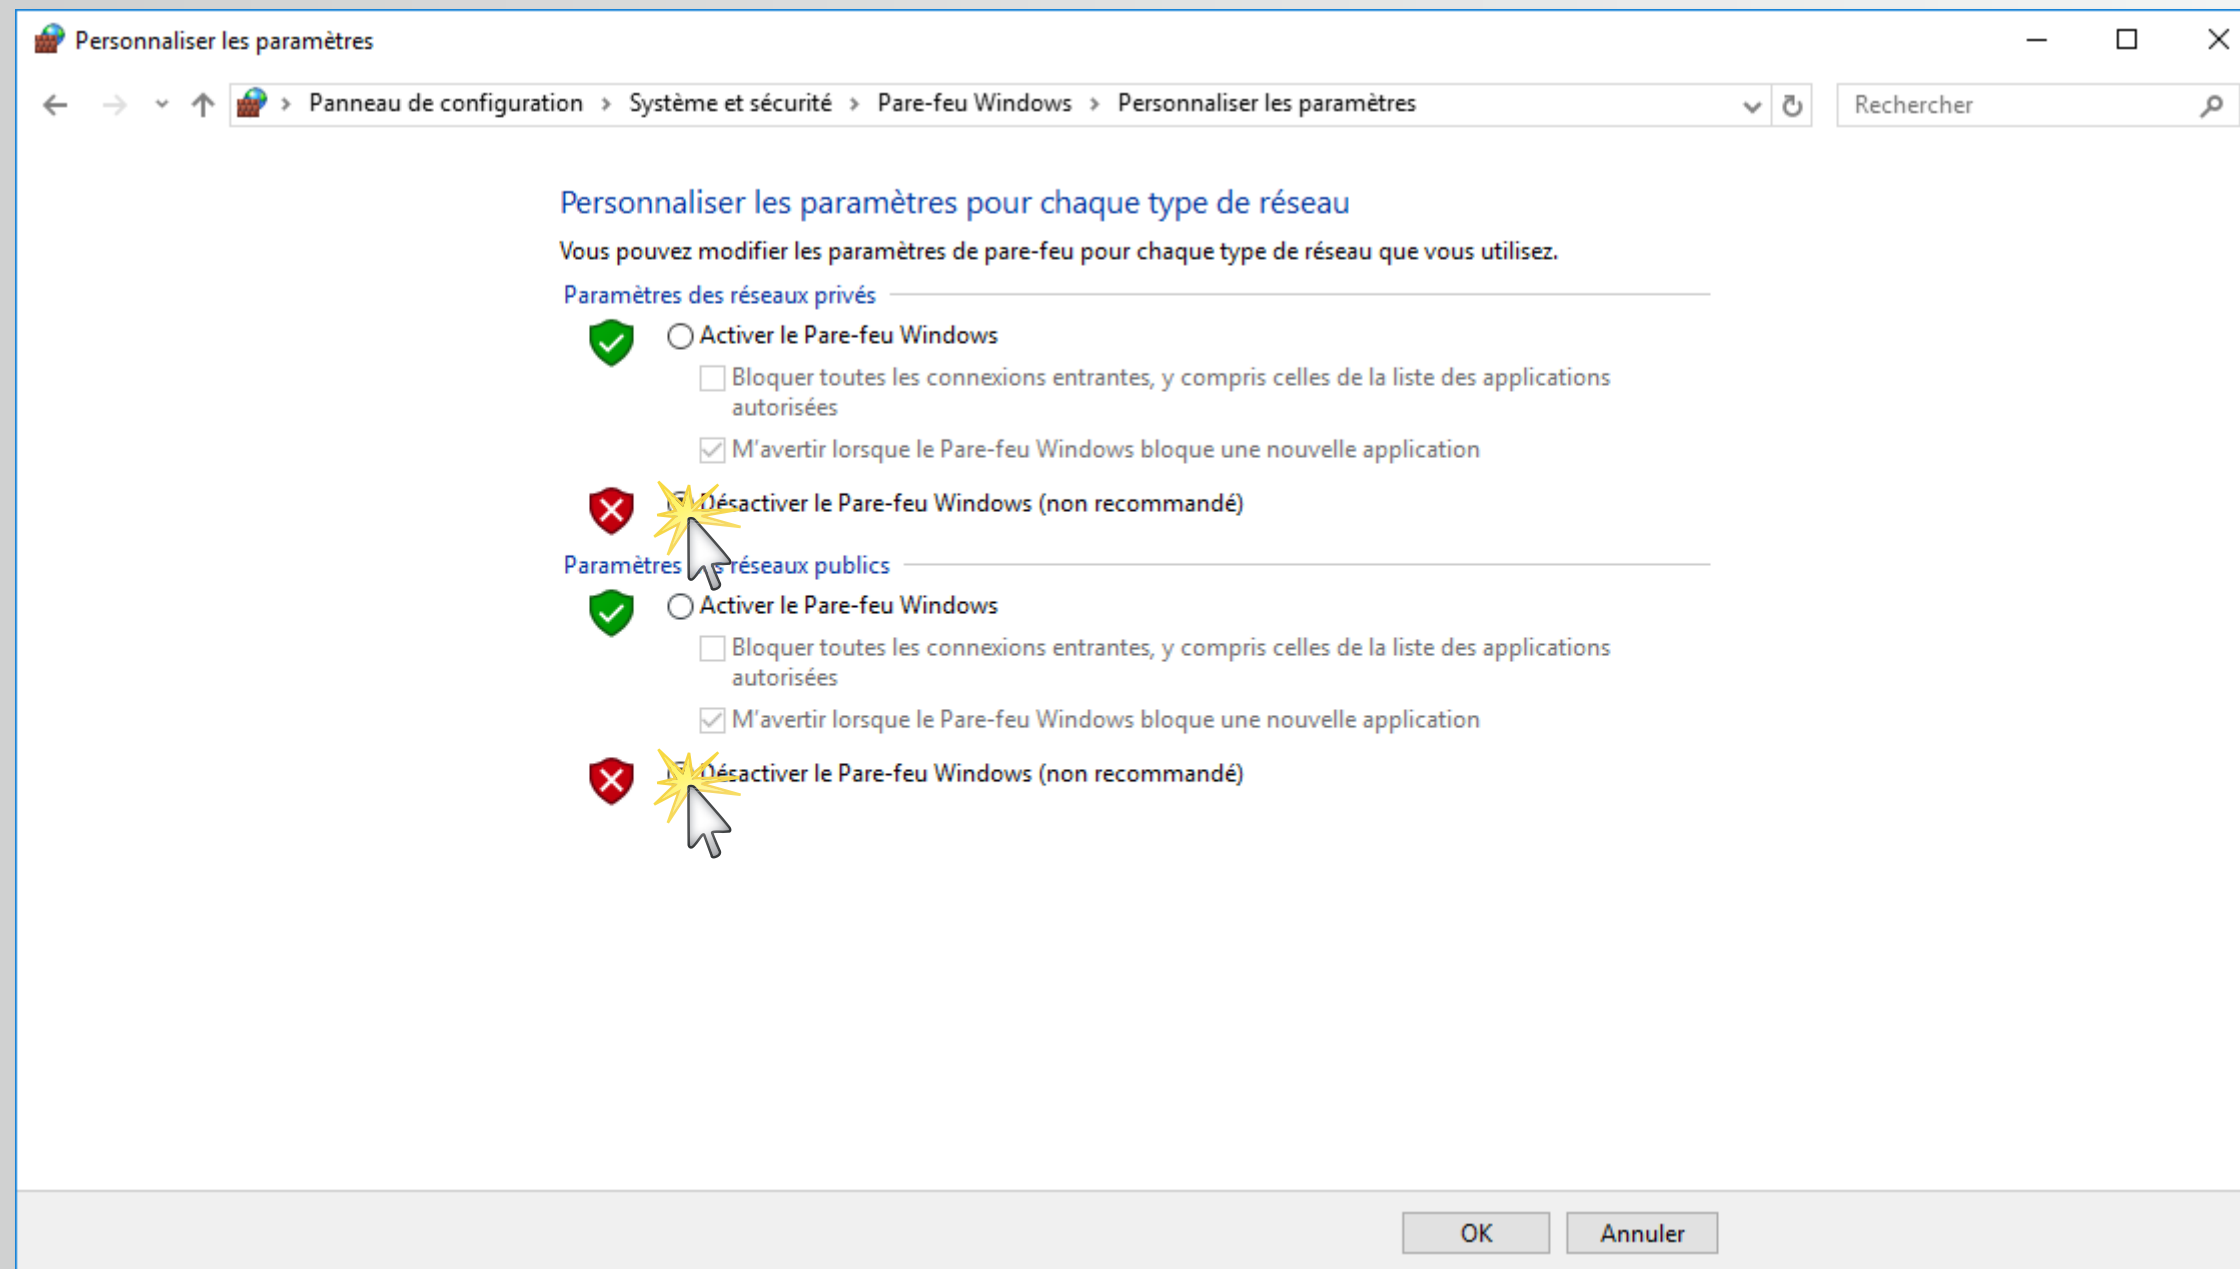 Personnaliser les paramètres
Panneau de configuration > Système et sécurité > Pare-feu Windows > Personnaliser les paramètres
Rechercher
Personnaliser les paramètres pour chaque type de réseau
Vous pouvez modifier les paramètres de pare-feu pour chaque type de réseau que vous utilisez.
Paramètres des réseaux privés
Activer le Pare-feu Windows
Bloquer toutes les connexions entrantes, y compris celles de la liste des applications
autorisées
M'avertir lorsque le Pare-feu Windows bloque une nouvelle application
Désactiver le Pare-feu Windows (non recommandé)
Paramètres réseaux publics
Activer le Pare-feu Windows
Bloquer toutes les connexions entrantes, y compris celles de la liste des applications
autorisées
M'avertir lorsque le Pare-feu Windows bloque une nouvelle application
Désactiver le Pare-feu Windows (non recommandé)
OK
Annuler